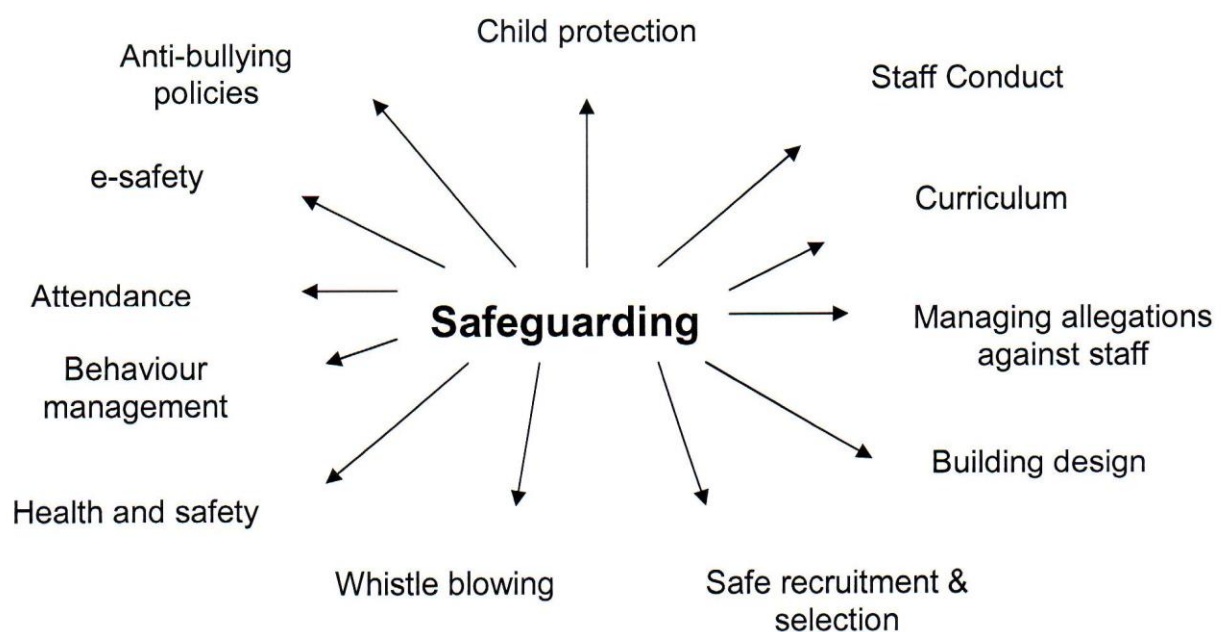 Child protection
Anti-bullying
policies
Staff Conduct
e-safety
Curriculum
Attendance
Safeguarding
Managing allegations
against staff
Behaviour
management
Building design
Health and safety
Whistle blowing
Safe recruitment &
selection